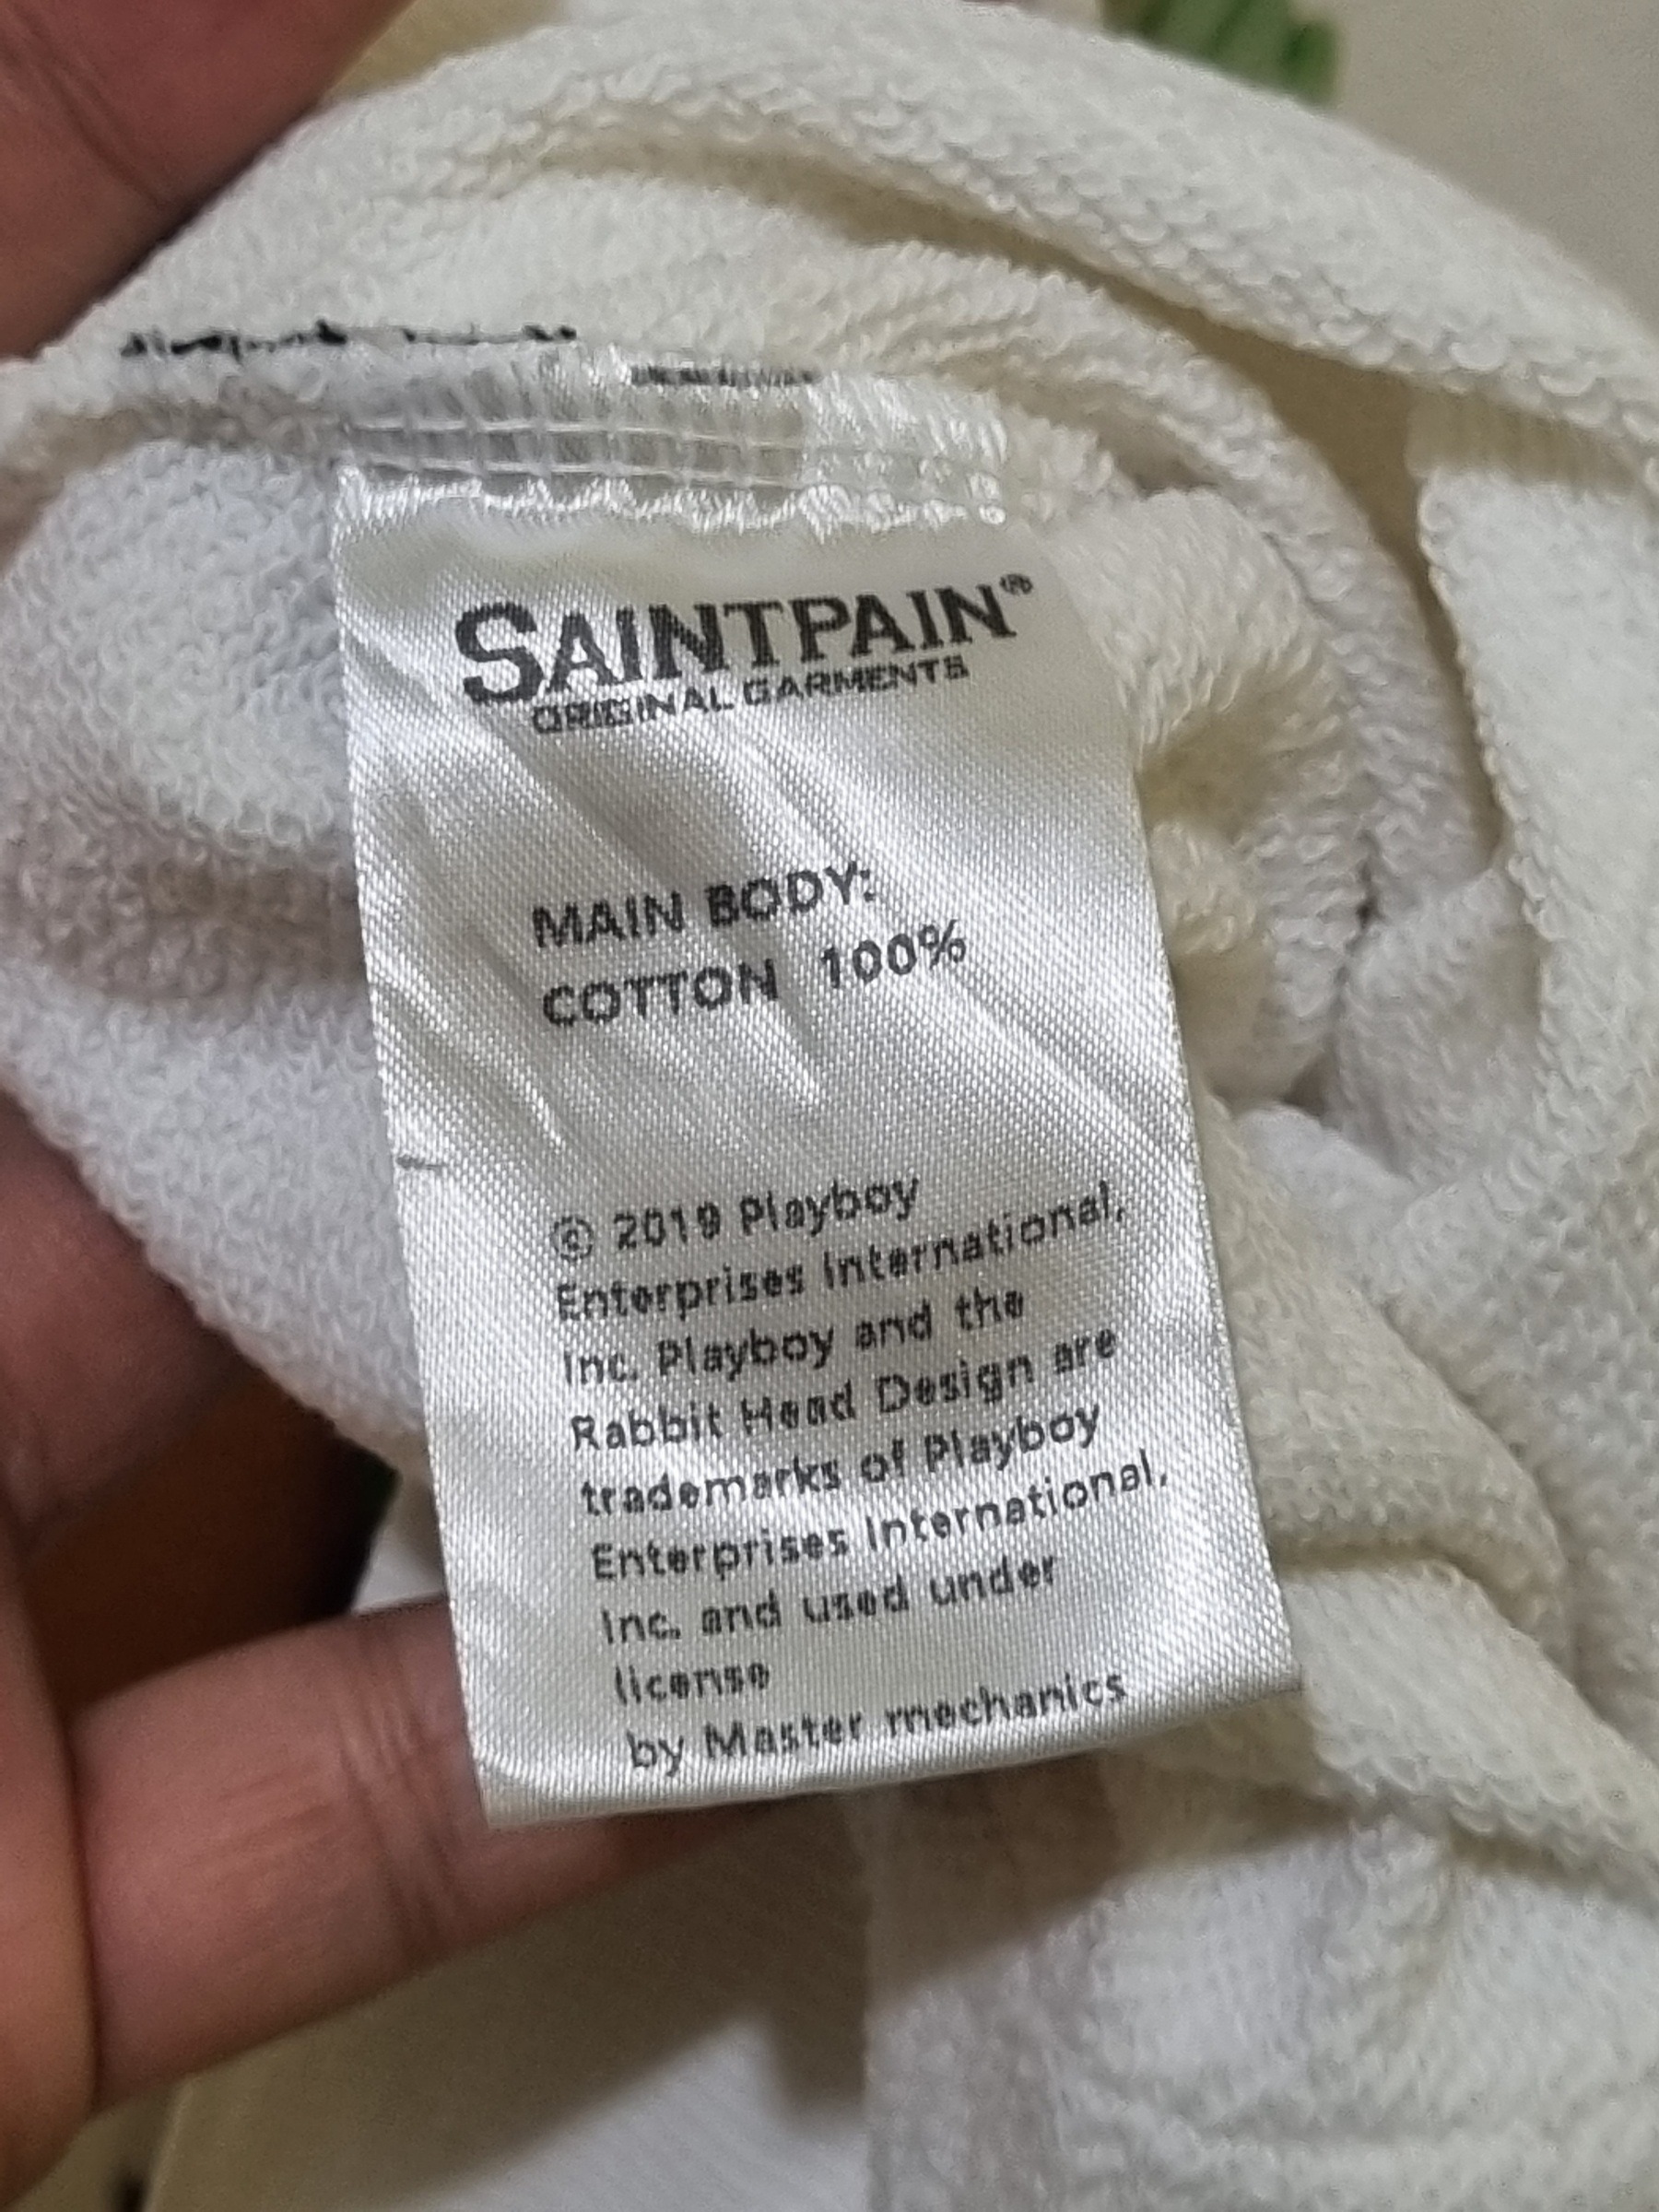 SAINTPAIN®
ORIGINAL GARMENTS
MAIN BODY:
COTTON 100%
© 2019 Playboy
Enterprises International,
Inc. Playboy and the
Rabbit Head Design are
trademarks of Playboy
Enterprises International,
Inc. and used under
license
by Master mechanics